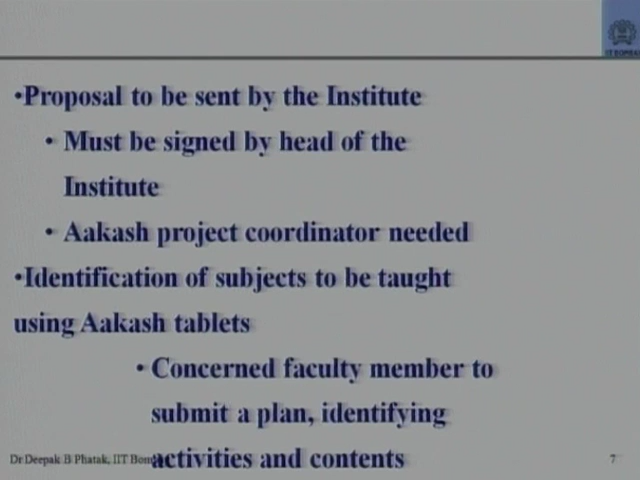 IIT BOMBAY
•Proposal to be sent by the Institute
• Must be signed by head of the
Institute
• Aakash project coordinator needed
•Identification of subjects to be taught
using Aakash tablets
• Concerned faculty member to
submit a plan, identifying
activities and contents
Dr Deepak B Phatak, IIT Bom
7